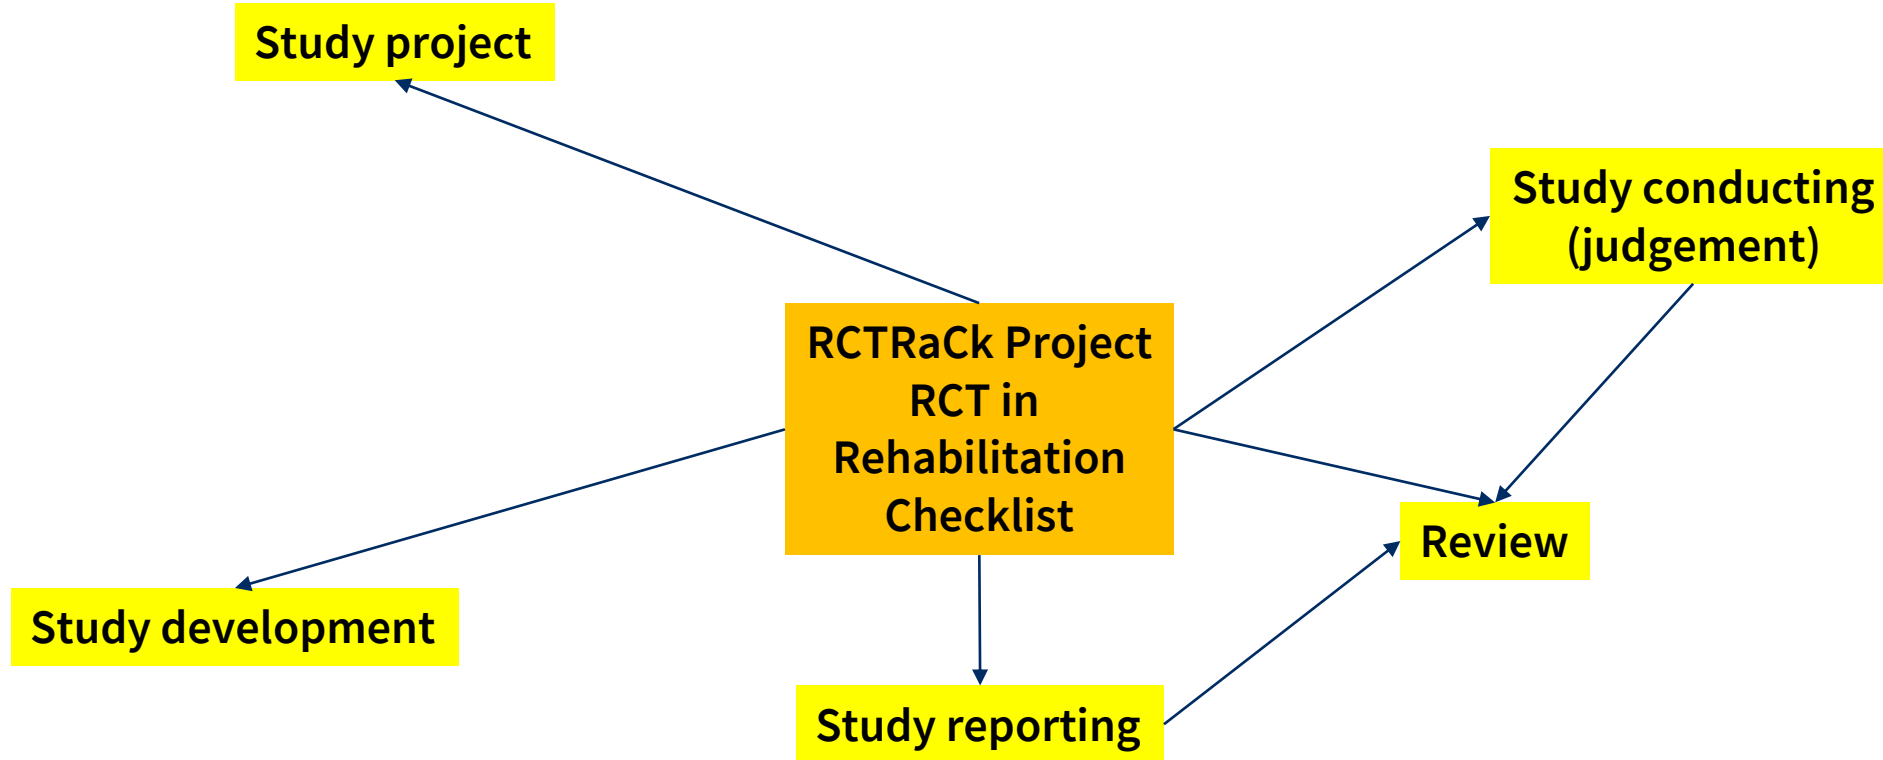 Study project
Study conducting
(judgement)
RCTRaCk Project
RCT in
Rehabilitation
Checklist
Review
Study development
Study reporting